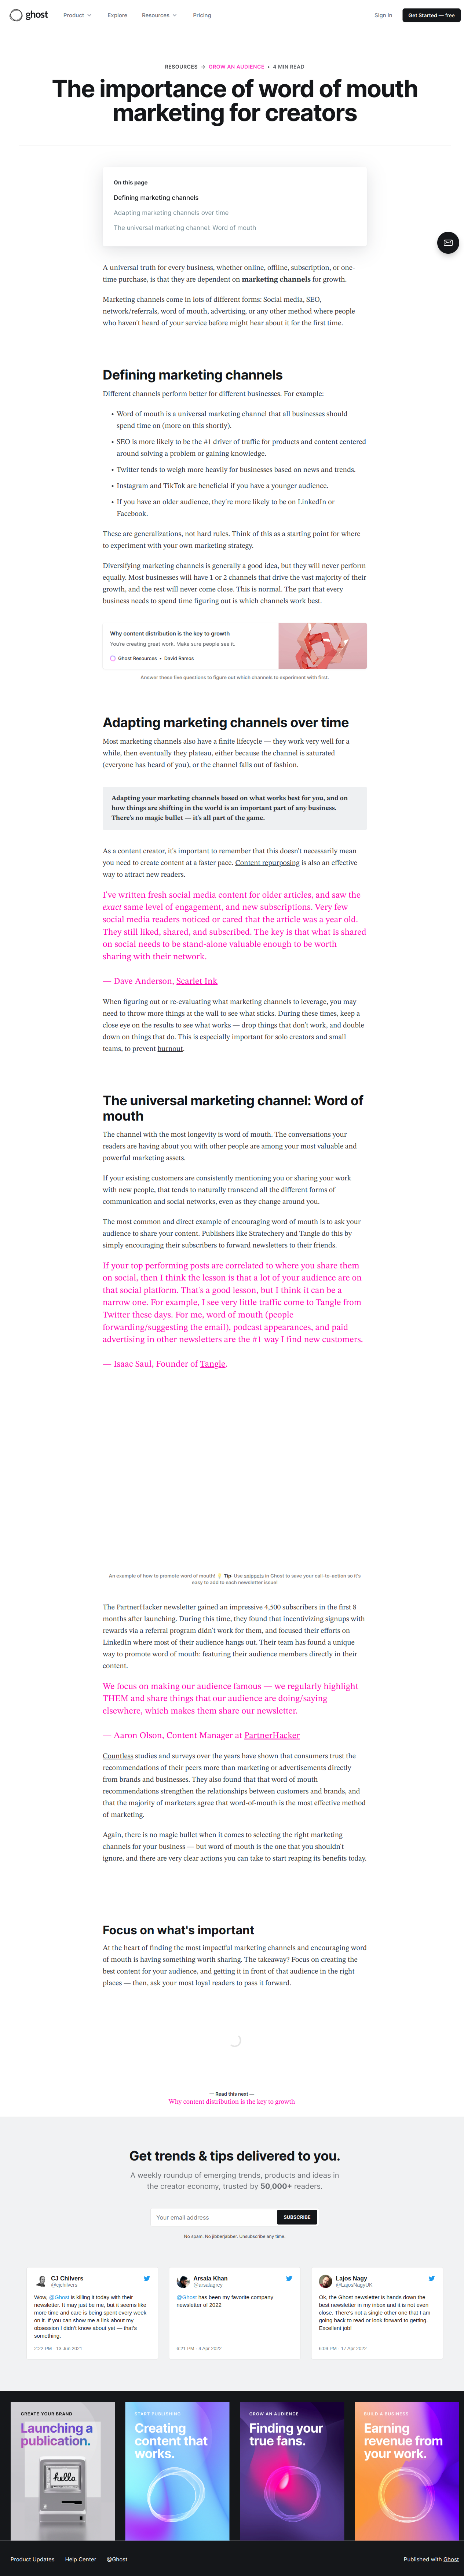 ghost
Product
Explore
Resources
Pricing
Sign in
Get Started — free
RESOURCES → GROW AN AUDIENCE • 4 MIN READ
The importance of word of mouth
marketing for creators
On this page
Defining marketing channels
Adapting marketing channels over time
The universal marketing channel: Word of mouth
A universal truth for every business, whether online, offline, subscription, or one-
time purchase, is that they are dependent on marketing channels for growth.
Marketing channels come in lots of different forms: Social media, SEO,
network/referrals, word of mouth, advertising, or any other method where people
who haven't heard of your service before might hear about it for the first time.
Defining marketing channels
Different channels perform better for different businesses. For example:
• Word of mouth is a universal marketing channel that all businesses should
spend time on (more on this shortly).
• SEO is more likely to be the #1 driver of traffic for products and content centered
around solving a problem or gaining knowledge.
• Twitter tends to weigh more heavily for businesses based on news and trends.
• Instagram and TikTok are beneficial if you have a younger audience.
• If you have an older audience, they're more likely to be on LinkedIn or
Facebook.
These are generalizations, not hard rules. Think of this as a starting point for where
to experiment with your own marketing strategy.
Diversifying marketing channels is generally a good idea, but they will never perform
equally. Most businesses will have 1 or 2 channels that drive the vast majority of their
growth, and the rest will never come close. This is normal. The part that every
business needs to spend time figuring out is which channels work best.
Why content distribution is the key to growth
You're creating great work. Make sure people see it.
Ghost Resources • David Ramos
Answer these five questions to figure out which channels to experiment with first.
Adapting marketing channels over time
Most marketing channels also have a finite lifecycle — they work very well for a
while, then eventually they plateau, either because the channel is saturated
(everyone has heard of you), or the channel falls out of fashion.
Adapting your marketing channels based on what works best for you, and on
how things are shifting in the world is an important part of any business.
There's no magic bullet — it's all part of the game.
As a content creator, it's important to remember that this doesn't necessarily mean
you need to create content at a faster pace. Content repurposing is also an effective
way to attract new readers.
I've written fresh social media content for older articles, and saw the
exact same level of engagement, and new subscriptions. Very few
social media readers noticed or cared that the article was a year old.
They still liked, shared, and subscribed. The key is that what is shared
on social needs to be stand-alone valuable enough to be worth
sharing with their network.
— Dave Anderson, Scarlet Ink
When figuring out or re-evaluating what marketing channels to leverage, you may
need to throw more things at the wall to see what sticks. During these times, keep a
close eye on the results to see what works — drop things that don't work, and double
down on things that do. This is especially important for solo creators and small
teams, to prevent burnout.
The universal marketing channel: Word of
mouth
The channel with the most longevity is word of mouth. The conversations your
readers are having about you with other people are among your most valuable and
powerful marketing assets.
If your existing customers are consistently mentioning you or sharing your work
with new people, that tends to naturally transcend all the different forms of
communication and social networks, even as they change around you.
The most common and direct example of encouraging word of mouth is to ask your
audience to share your content. Publishers like Stratechery and Tangle do this by
simply encouraging their subscribers to forward newsletters to their friends.
If your top performing posts are correlated to where you share them
on social, then I think the lesson is that a lot of your audience are on
that social platform. That's a good lesson, but I think it can be a
narrow one. For example, I see very little traffic come to Tangle from
Twitter these days. For me, word of mouth (people
forwarding/suggesting the email), podcast appearances, and paid
advertising in other newsletters are the #1 way I find new customers.
— Isaac Saul, Founder of Tangle.
An example of how to promote word of mouth! 💡 Tip: Use snippets in Ghost to save your call-to-action so it's
easy to add to each newsletter issue!
The PartnerHacker newsletter gained an impressive 4,500 subscribers in the first 8
months after launching. During this time, they found that incentivizing signups with
rewards via a referral program didn't work for them, and focused their efforts on
LinkedIn where most of their audience hangs out. Their team has found a unique
way to promote word of mouth: featuring their audience members directly in their
content.
We focus on making our audience famous — we regularly highlight
THEM and share things that our audience are doing/saying
elsewhere, which makes them share our newsletter.
— Aaron Olson, Content Manager at PartnerHacker
Countless studies and surveys over the years have shown that consumers trust the
recommendations of their peers more than marketing or advertisements directly
from brands and businesses. They also found that that word of mouth
recommendations strengthen the relationships between customers and brands, and
that the majority of marketers agree that word-of-mouth is the most effective method
of marketing.
Again, there is no magic bullet when it comes to selecting the right marketing
channels for your business — but word of mouth is the one that you shouldn't
ignore, and there are very clear actions you can take to start reaping its benefits today.
Focus on what's important
At the heart of finding the most impactful marketing channels and encouraging word
of mouth is having something worth sharing. The takeaway? Focus on creating the
best content for your audience, and getting it in front of that audience in the right
places — then, ask your most loyal readers to pass it forward.
— Read this next —
Why content distribution is the key to growth
Get trends & tips delivered to you.
A weekly roundup of emerging trends, products and ideas in
the creator economy, trusted by 50,000+ readers.
Your email address
SUBSCRIBE
No spam. No jibberjabber. Unsubscribe any time.
CJ Chilvers
@cjchilvers
Wow, @Ghost is killing it today with their
newsletter. It may just be me, but it seems like
more time and care is being spent every week
on it. If you can show me a link about my
obsession I didn't know about yet — that's
something.
2:22 PM · 13 Jun 2021
Arsala Khan
@arsalagrey
@Ghost has been my favorite company
newsletter of 2022
6:21 PM · 4 Apr 2022
Lajos Nagy
@LajosNagyUK
Ok, the Ghost newsletter is hands down the
best newsletter in my inbox and it is not even
close. There's not a single other one that I am
going back to read or look forward to getting.
Excellent job!
6:09 PM · 17 Apr 2022
CREATE YOUR BRAND
Launching a
publication.
hello
START PUBLISHING
Creating
content that
works.
GROW AN AUDIENCE
Finding your
true fans.
BUILD A BUSINESS
Earning
revenue from
your work.
Product Updates
Help Center
@Ghost
Published with Ghost